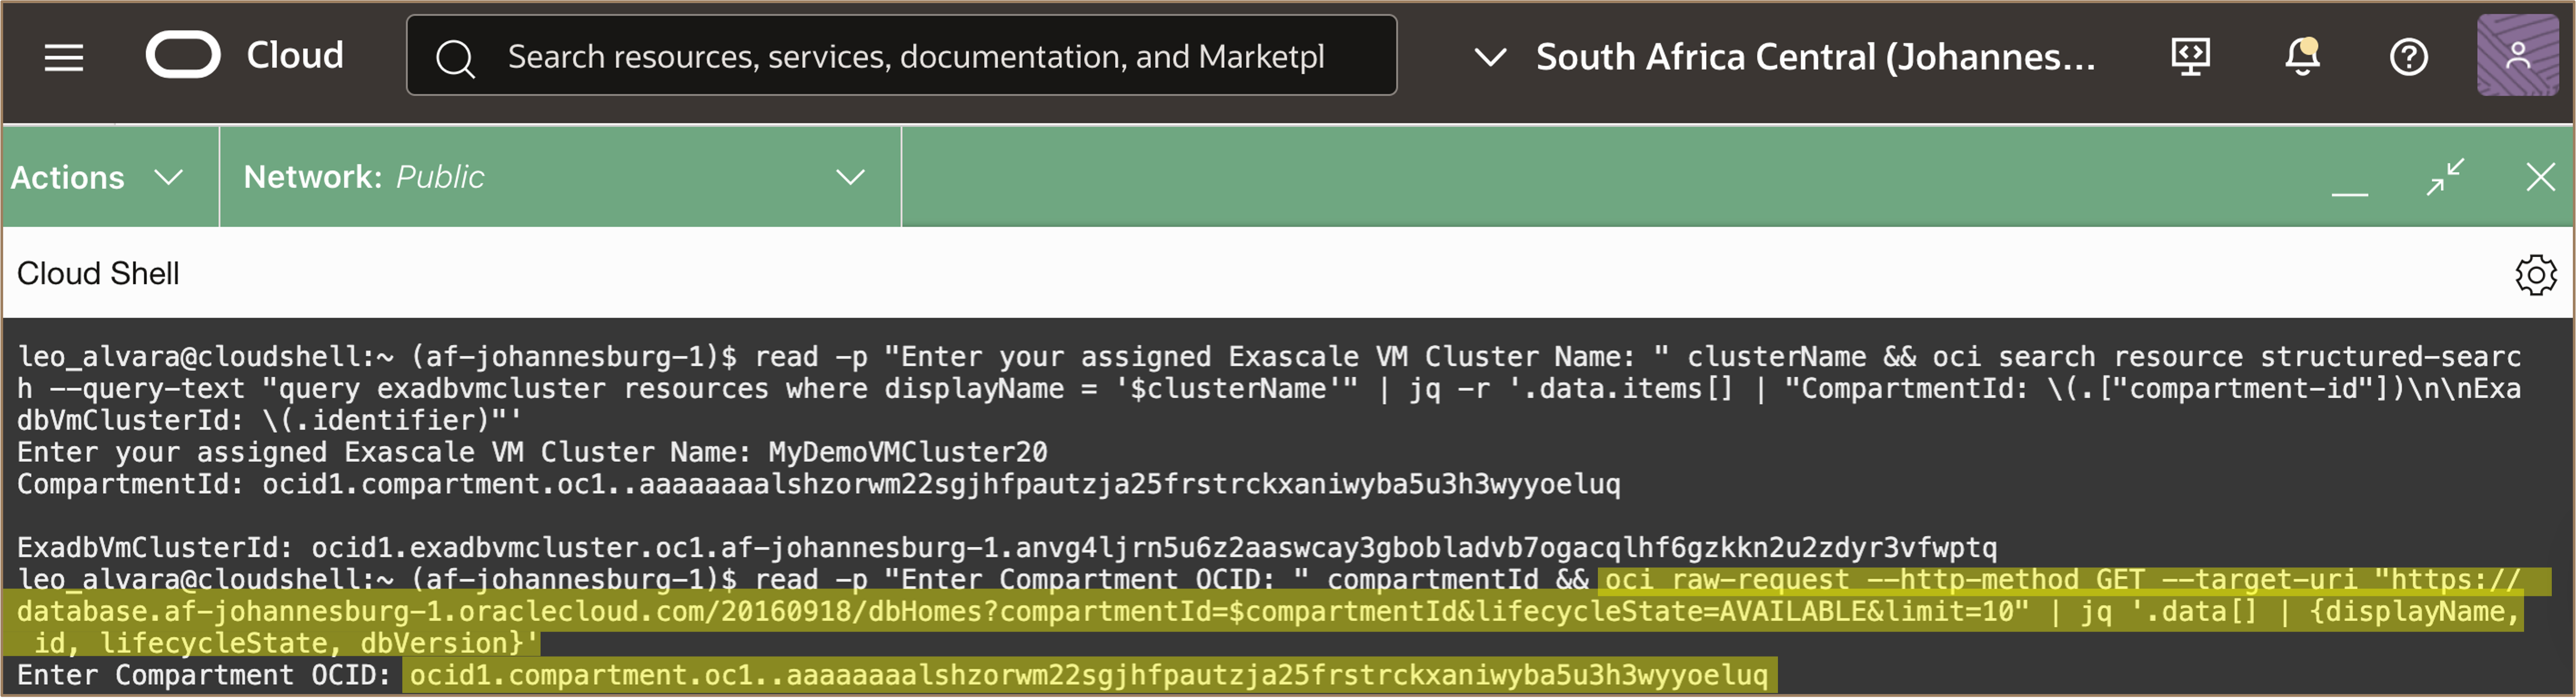 Cloud
Search resources, services, documentation, and Marketpl
South Africa Central (Johannes...
Actions
Network: Public
Cloud Shell
leo_alvara@cloudshell:~ (af-johannesburg-1)$ read -p "Enter your assigned Exascale VM Cluster Name: " clusterName && oci search resource structured-searc
h --query-text "query exadbvmcluster resources where displayName = '$clusterName'" | jq -r '.data.items[] | "CompartmentId: \(.["compartment-id"])\n\nExa
dbVmClusterId: \(.identifier)"'
Enter your assigned Exascale VM Cluster Name: MyDemoVMCluster20
CompartmentId: ocid1.compartment.oc1..aaaaaaaalshzorwm22sgjhfpautzja25frstrckxaniwyba5u3h3wyyoeluq
ExadbVmClusterId: ocid1.exadbvmcluster.oc1.af-johannesburg-1.anvg4ljrn5u6z2aaswcay3gbobladvb7ogacqlhf6gzkkn2u2zdyr3vfwptq
leo_alvara@cloudshell:~ (af-johannesburg-1)$ read -p "Enter Compartment OCID: " compartmentId && oci raw-request --http-method GET --target-uri "https://
database.af-johannesburg-1.oraclecloud.com/20160918/dbHomes?compartmentId=$compartmentId&lifecycleState=AVAILABLE&limit=10" | jq '.data[] | {displayName,
 id, lifecycleState, dbVersion}'
Enter Compartment OCID: ocid1.compartment.oc1..aaaaaaaalshzorwm22sgjhfpautzja25frstrckxaniwyba5u3h3wyyoeluq